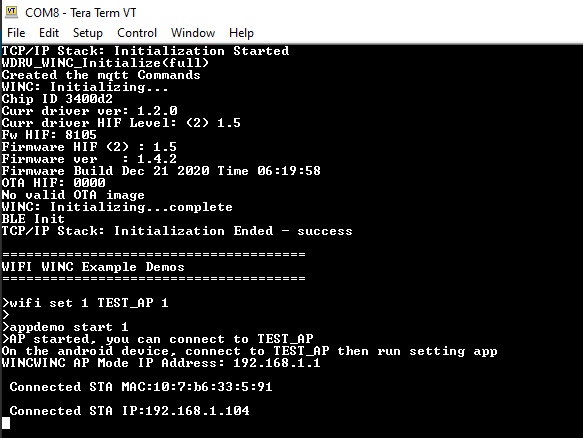 COM8 - Tera Term VT
File Edit Setup Control Window Help
TCP/IP Stack: Initialization Started
WDRV_WINC_Initialize(full)
Created the mqtt Commands
WINC: Initializing...
Chip ID 3400d2
Curr driver ver: 1.2.0
Curr driver HIF Level: (2) 1.5
Fw HIF: 8105
Firmware HIF (2) : 1.5
Firmware ver   : 1.4.2
Firmware Build Dec 21 2020 Time 06:19:58
OTA HIF: 0000
No valid OTA image
WINC: Initializing...complete
BLE Init
TCP/IP Stack: Initialization Ended - success
======================================
WIFI WINC Example Demos
======================================
>wifi set 1 TEST_AP 1
>
>appdemo start 1
>AP started, you can connect to TEST_AP
On the android device, connect to TEST_AP then run setting app
WINCWINC AP Mode IP Address: 192.168.1.1
Connected STA MAC:10:7:b6:33:5:91
Connected STA IP:192.168.1.104